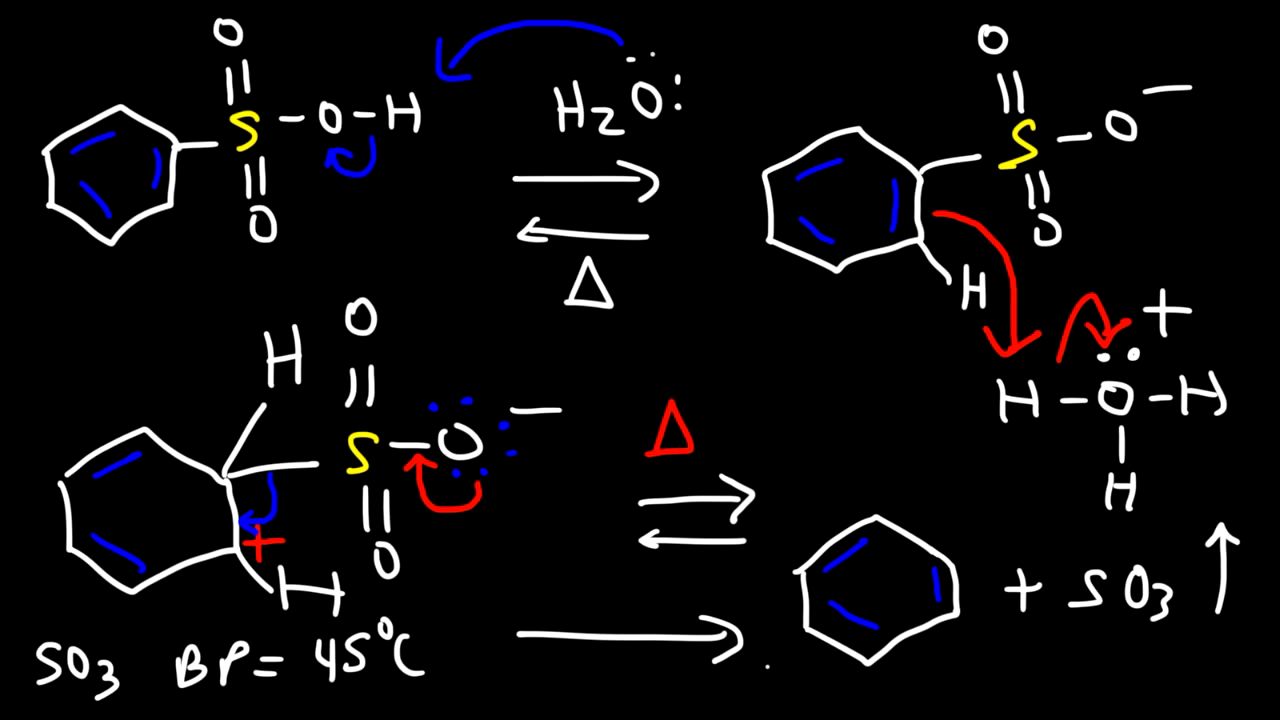 O
S - O - H
O
H₂O:
Δ
O
S - O⁻
O
H
+
H - O - H
H
H
O
S - O⁻
O
+
H
Δ
+ SO₃ ↑
SO₃ BP = 45°C